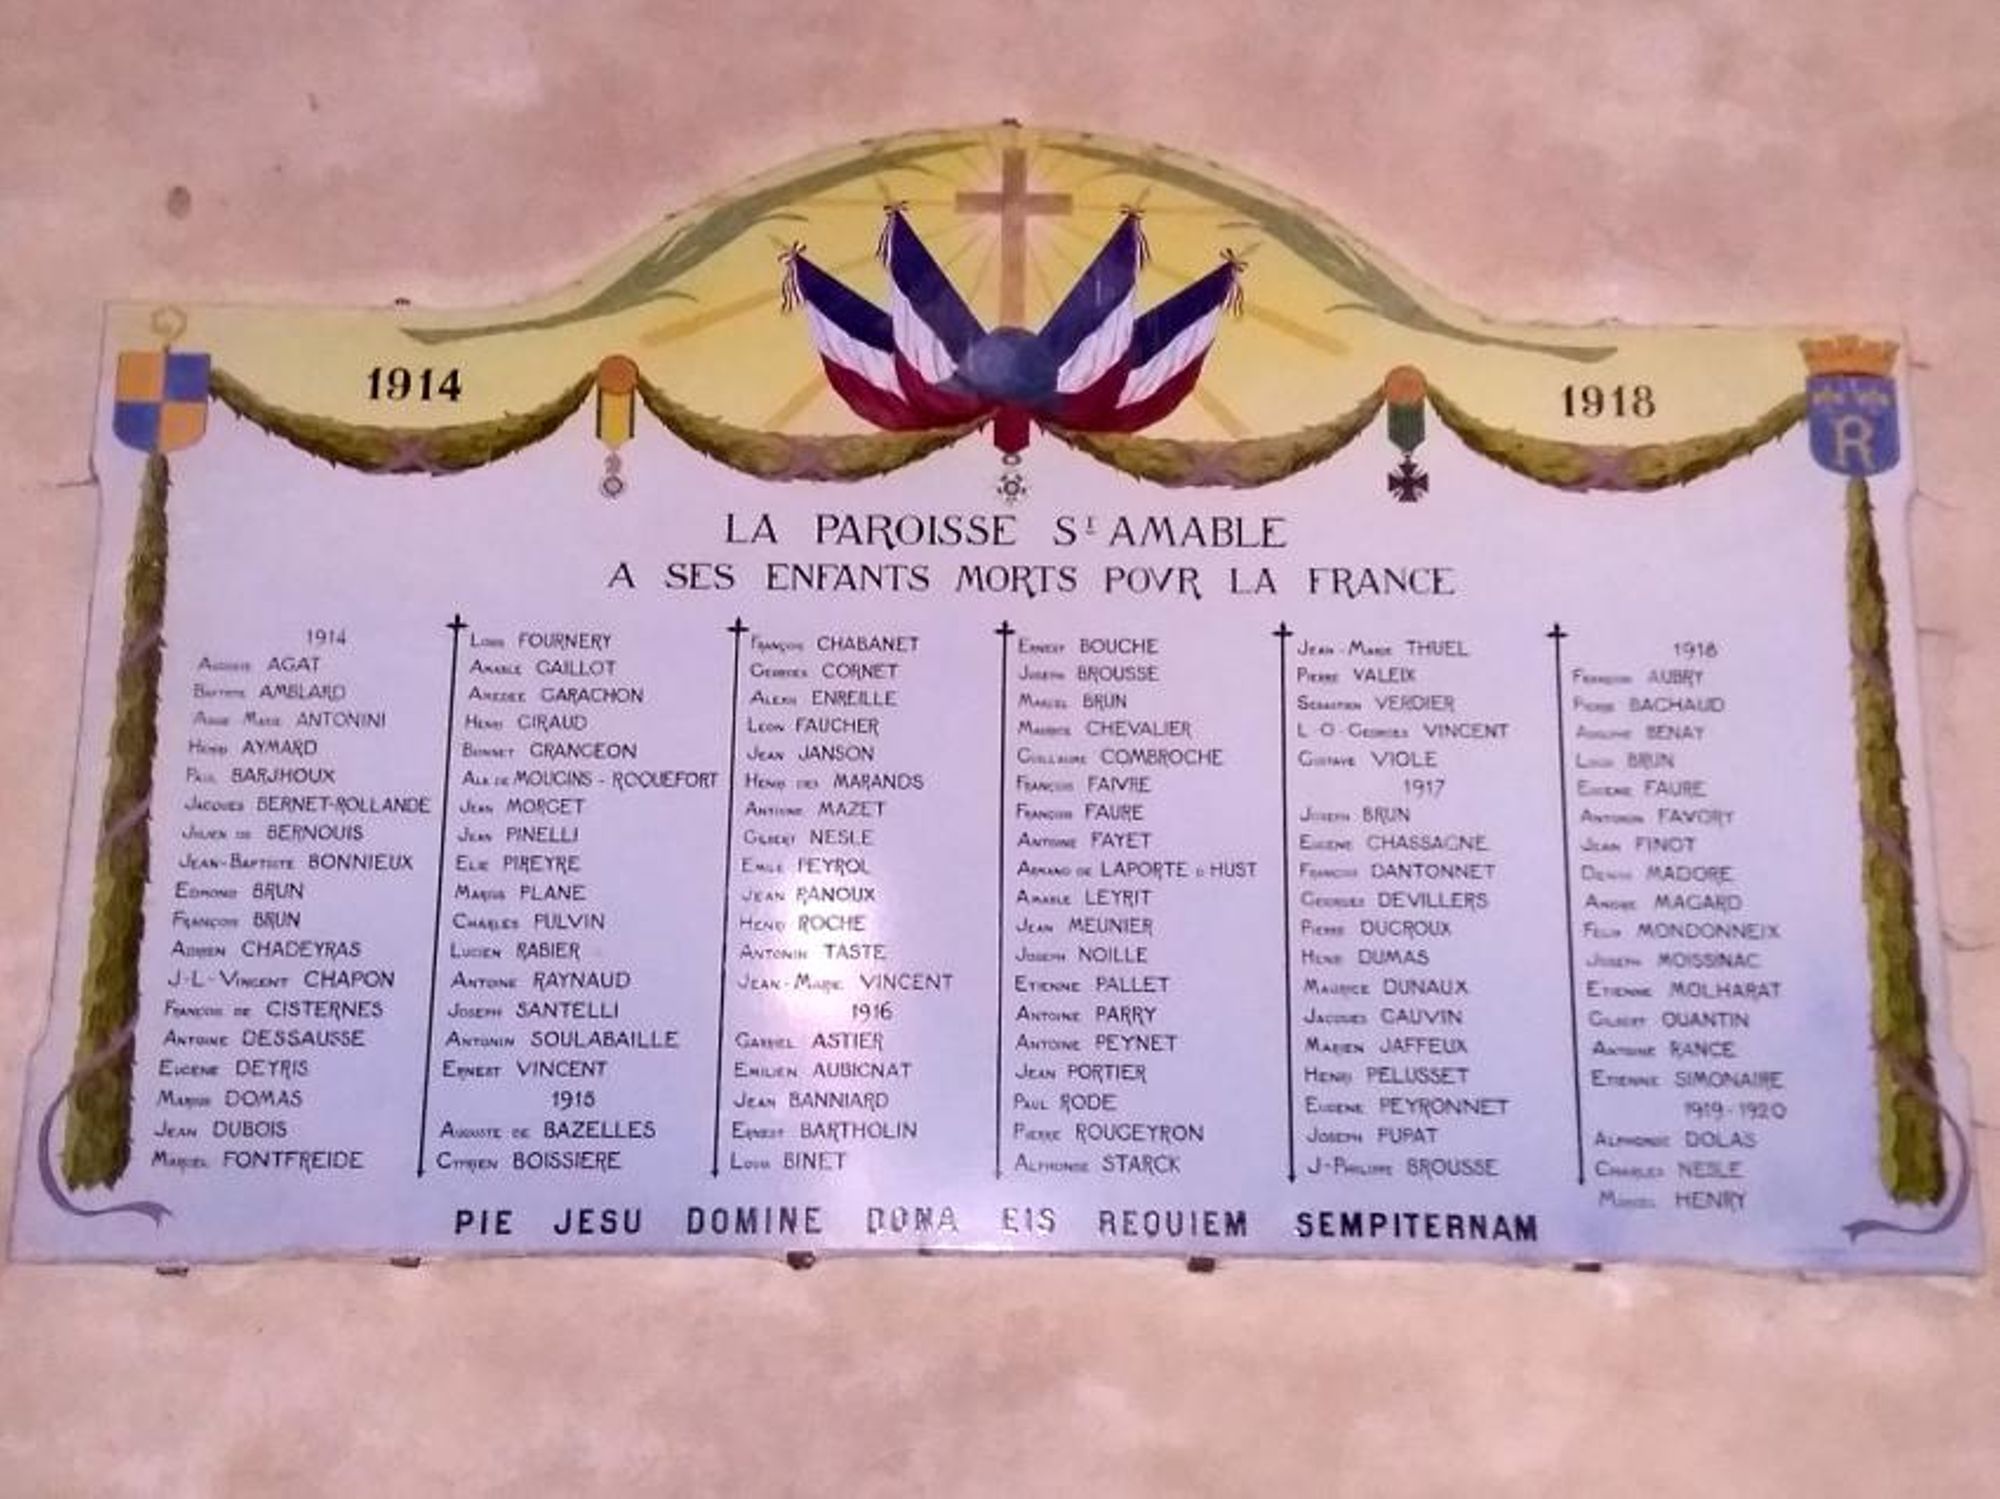 1914
1918
R
LA PAROISSE St AMABLE
A SES ENFANTS MORTS POVR LA FRANCE
1914
Auguste AGAT
Baptiste AMBLARD
Marie ANTONINI
Henri AYMARD
Paul BARJHOUX
Jacques BERNET-ROLLANDE
Julien de BERNOUIS
Jean-Baptiste BONNIEUX
Edmond BRUN
François BRUN
Adrien CHADEYRAS
J-L-Vincent CHAPON
François de CISTERNES
Antoine DESSAUSSE
Eugene DEYRIS
Marius DOMAS
Jean DUBOIS
Marcel FONTFREIDE
Louis FOURNERY
Amable GAILLOT
Amedee GARACHON
Henri GIRAUD
Bonnet GRANGEON
Alx de MOUGINS-ROQUEFORT
Jean MORGET
Jean PINELLI
Elie PIREYRE
Marius PLANE
Charles PULVIN
Lucien RABIER
Antoine RAYNAUD
Joseph SANTELLI
Antonin SOULABAILLE
Ernest VINCENT
1915
Auguste de BAZELLES
Cyprien BOISSIERE
François CHABANET
Georges CORNET
Alexis ENREILLE
Leon FAUCHER
Jean JANSON
Henri des MARANDS
Antoine MAZET
Gilbert NESLE
Emile PEYROL
Jean RANOUX
Henri ROCHE
Antonin TASTE
Jean-Marie VINCENT
1916
Gabriel ASTIER
Emilien AUBIGNAT
Jean BANNIARD
Ernest BARTHOLIN
Louis BINET
Ernest BOUCHE
Joseph BROUSSE
Marcel BRUN
Maurice CHEVALIER
Guillaume COMBROCHE
François FAIVRE
François FAURE
Antoine FAYET
Armand de LAPORTE d HUST
Amable LEYRIT
Jean MEUNIER
Joseph NOILLE
Etienne PALLET
Antoine PARRY
Antoine PEYNET
Jean PORTIER
Paul RODE
Pierre ROUGEYRON
Alphonse STARCK
Jean-Marie THUEL
Pierre VALEIX
Sebastien VERDIER
L O Georges VINCENT
Gustave VIOLE
1917
Joseph BRUN
Eugene CHASSAGNE
François DANTONNET
Georges DEVILLERS
Pierre DUCROUX
Henri DUMAS
Maurice DUNAUX
Jacques GAUVIN
Marien JAFFEUX
Henri PELUSSET
Eugene PEYRONNET
Joseph PUPAT
J-Philippe BROUSSE
1918
François AUBRY
Pierre BACHAUD
Adolphe BENAY
Louis BRUN
Eugene FAURE
Antonin FAVORY
Jean FINOT
Denis MADORE
Andre MAGARD
Felix MONDONNEIX
Joseph MOISSINAC
Etienne MOLHARAT
Gilbert QUANTIN
Antoine RANCE
Etienne SIMONAIRE
1919-1920
Alphonse DOLAS
Charles NESLE
Marcel HENRY
PIE JESU DOMINE DONA EIS REQUIEM SEMPITERNAM